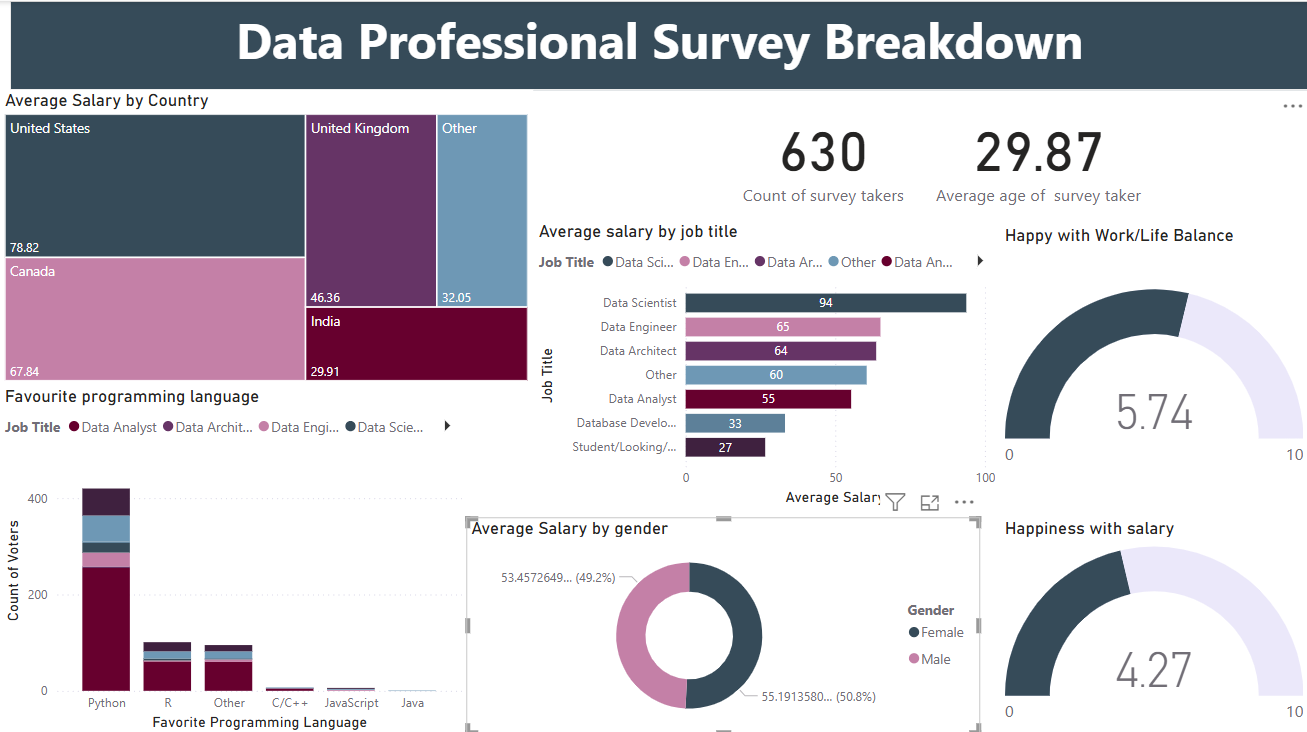 Data Professional Survey Breakdown
Average Salary by Country
United States
78.82
Canada
67.84
United Kingdom
46.36
Other
32.05
India
29.91
630
Count of survey takers
29.87
Average age of survey taker
Average salary by job title
Job Title Data Sci... Data En... Data Ar... Other Data An...
Job Title
Data Scientist 94
Data Engineer 65
Data Architect 64
Other 60
Data Analyst 55
Database Develo... 33
Student/Looking/... 27
0 50 100
Average Salary
Happy with Work/Life Balance
5.74
0 10
Favourite programming language
Job Title Data Analyst Data Archit... Data Engi... Data Scie...
Count of Voters
400
200
0
Python R Other C/C++ JavaScript Java
Favorite Programming Language
Average Salary by gender
53.4572649... (49.2%)
55.1913580... (50.8%)
Gender
Female
Male
Happiness with salary
4.27
0 10